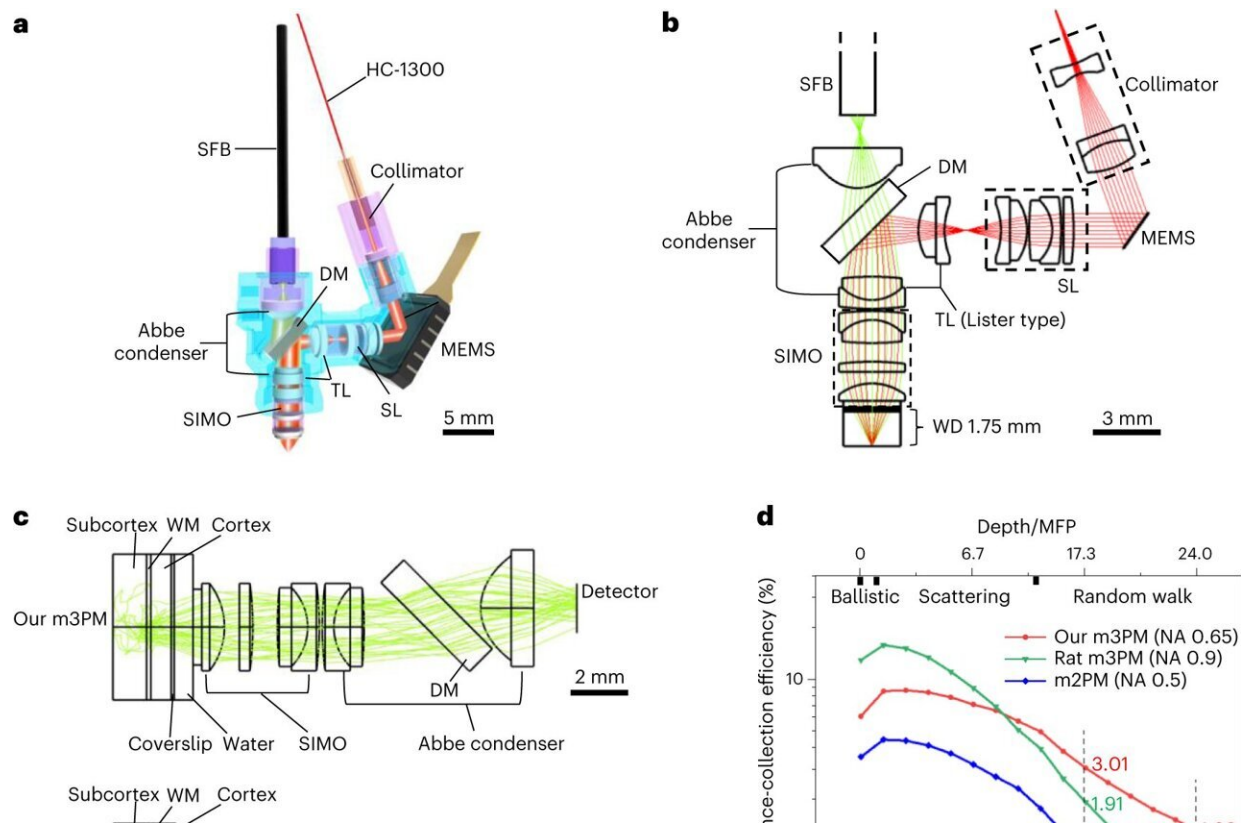 a
HC-1300
SFB
Collimator
DM
Abbe
condenser
MEMS
TL
SL
SIMO
5 mm
b
SFB
Collimator
DM
Abbe
condenser
MEMS
SL
TL (Lister type)
SIMO
WD 1.75 mm
3 mm
c
Subcortex WM Cortex
Our m3PM
Detector
DM
2 mm
Coverslip Water SIMO Abbe condenser
Subcortex WM Cortex
d
Depth/MFP
0 6.7 17.3 24.0
Ballistic Scattering Random walk
Our m3PM (NA 0.65)
Rat m3PM (NA 0.9)
m2PM (NA 0.5)
10
3.01
1.91
nce-collection efficiency (%)